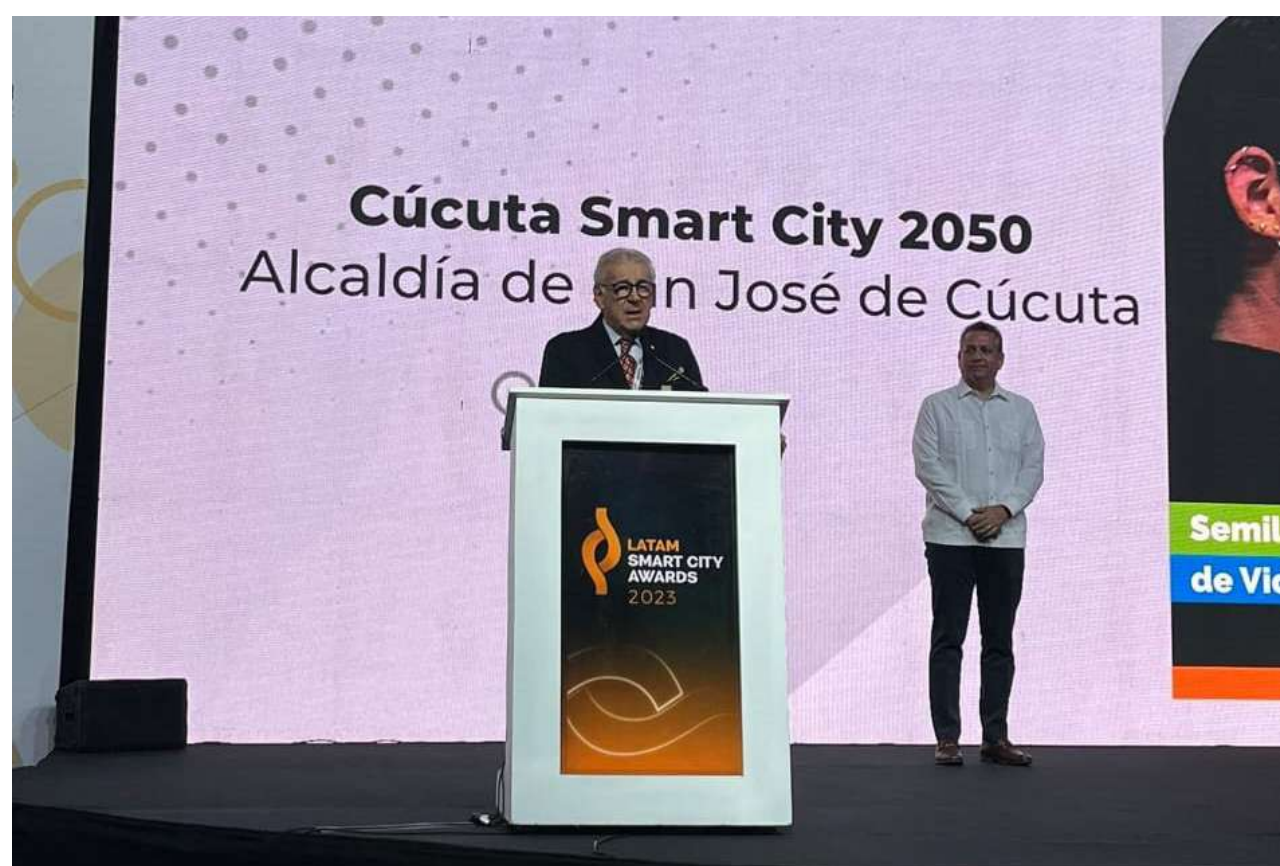 Cúcuta Smart City 2050
Alcaldía de n José de Cúcuta
LATAM
SMART CITY
AWARDS
2023